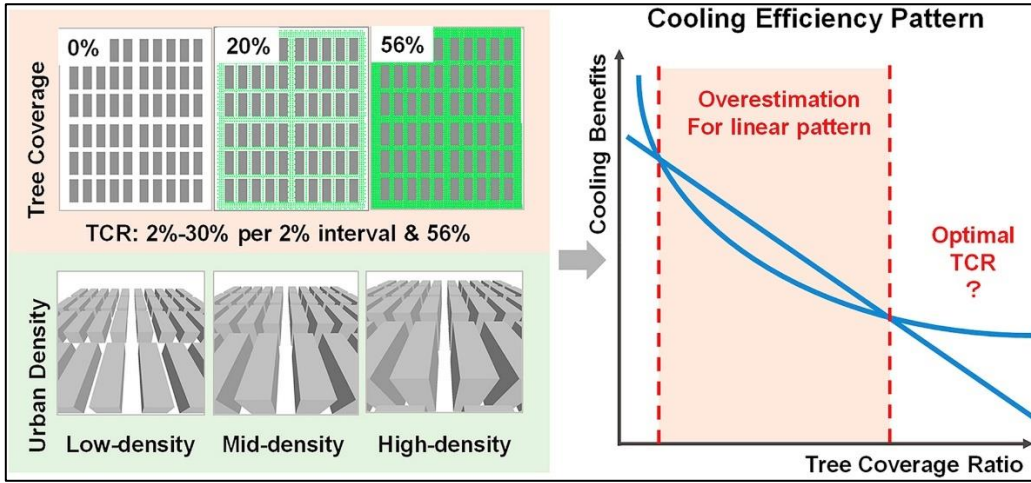 Tree Coverage
0%
20%
56%
TCR: 2%-30% per 2% interval & 56%
Urban Density
Low-density
Mid-density
High-density
Cooling Efficiency Pattern
Cooling Benefits
Overestimation
For linear pattern
Optimal
TCR
?
Tree Coverage Ratio